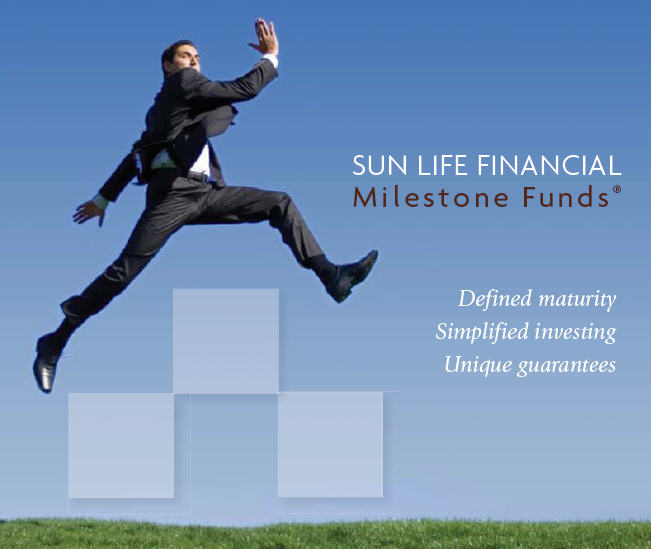 SUN LIFE FINANCIAL
Milestone Funds®
Defined maturity
Simplified investing
Unique guarantees